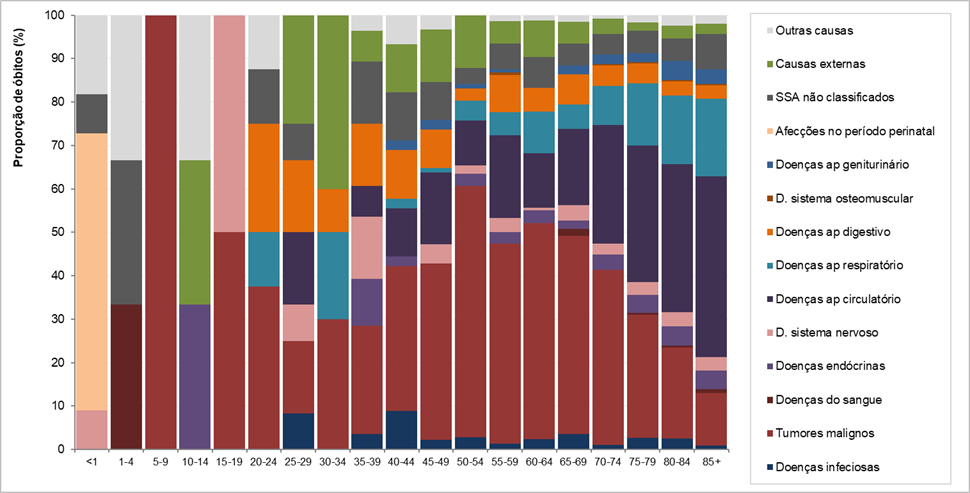 Proporção de óbitos (%)
100
90
80
70
60
50
40
30
20
10
0
<1 1-4 5-9 10-14 15-19 20-24 25-29 30-34 35-39 40-44 45-49 50-54 55-59 60-64 65-69 70-74 75-79 80-84 85+
Outras causas
Causas externas
SSA não classificados
Afecções no período perinatal
Doenças ap geniturinário
D. sistema osteomuscular
Doenças ap digestivo
Doenças ap respiratório
Doenças ap circulatório
D. sistema nervoso
Doenças endócrinas
Doenças do sangue
Tumores malignos
Doenças infeciosas